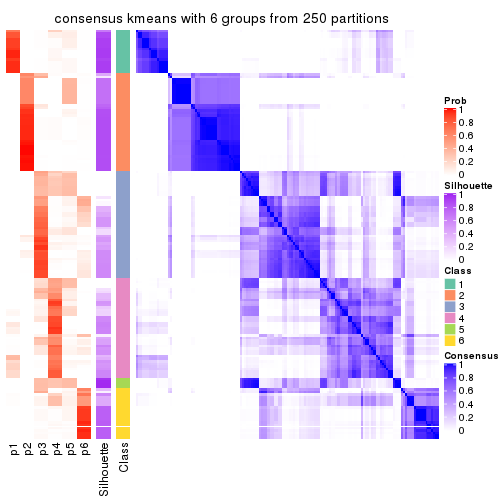 consensus kmeans with 6 groups from 250 partitions
Prob
1
0.8
0.6
0.4
0.2
0
Silhouette
1
0.8
0.6
0.4
0.2
0
Class
1
2
3
4
5
6
Consensus
1
0.8
0.6
0.4
0.2
0
p1
p2
p3
p4
p5
p6
Silhouette
Class